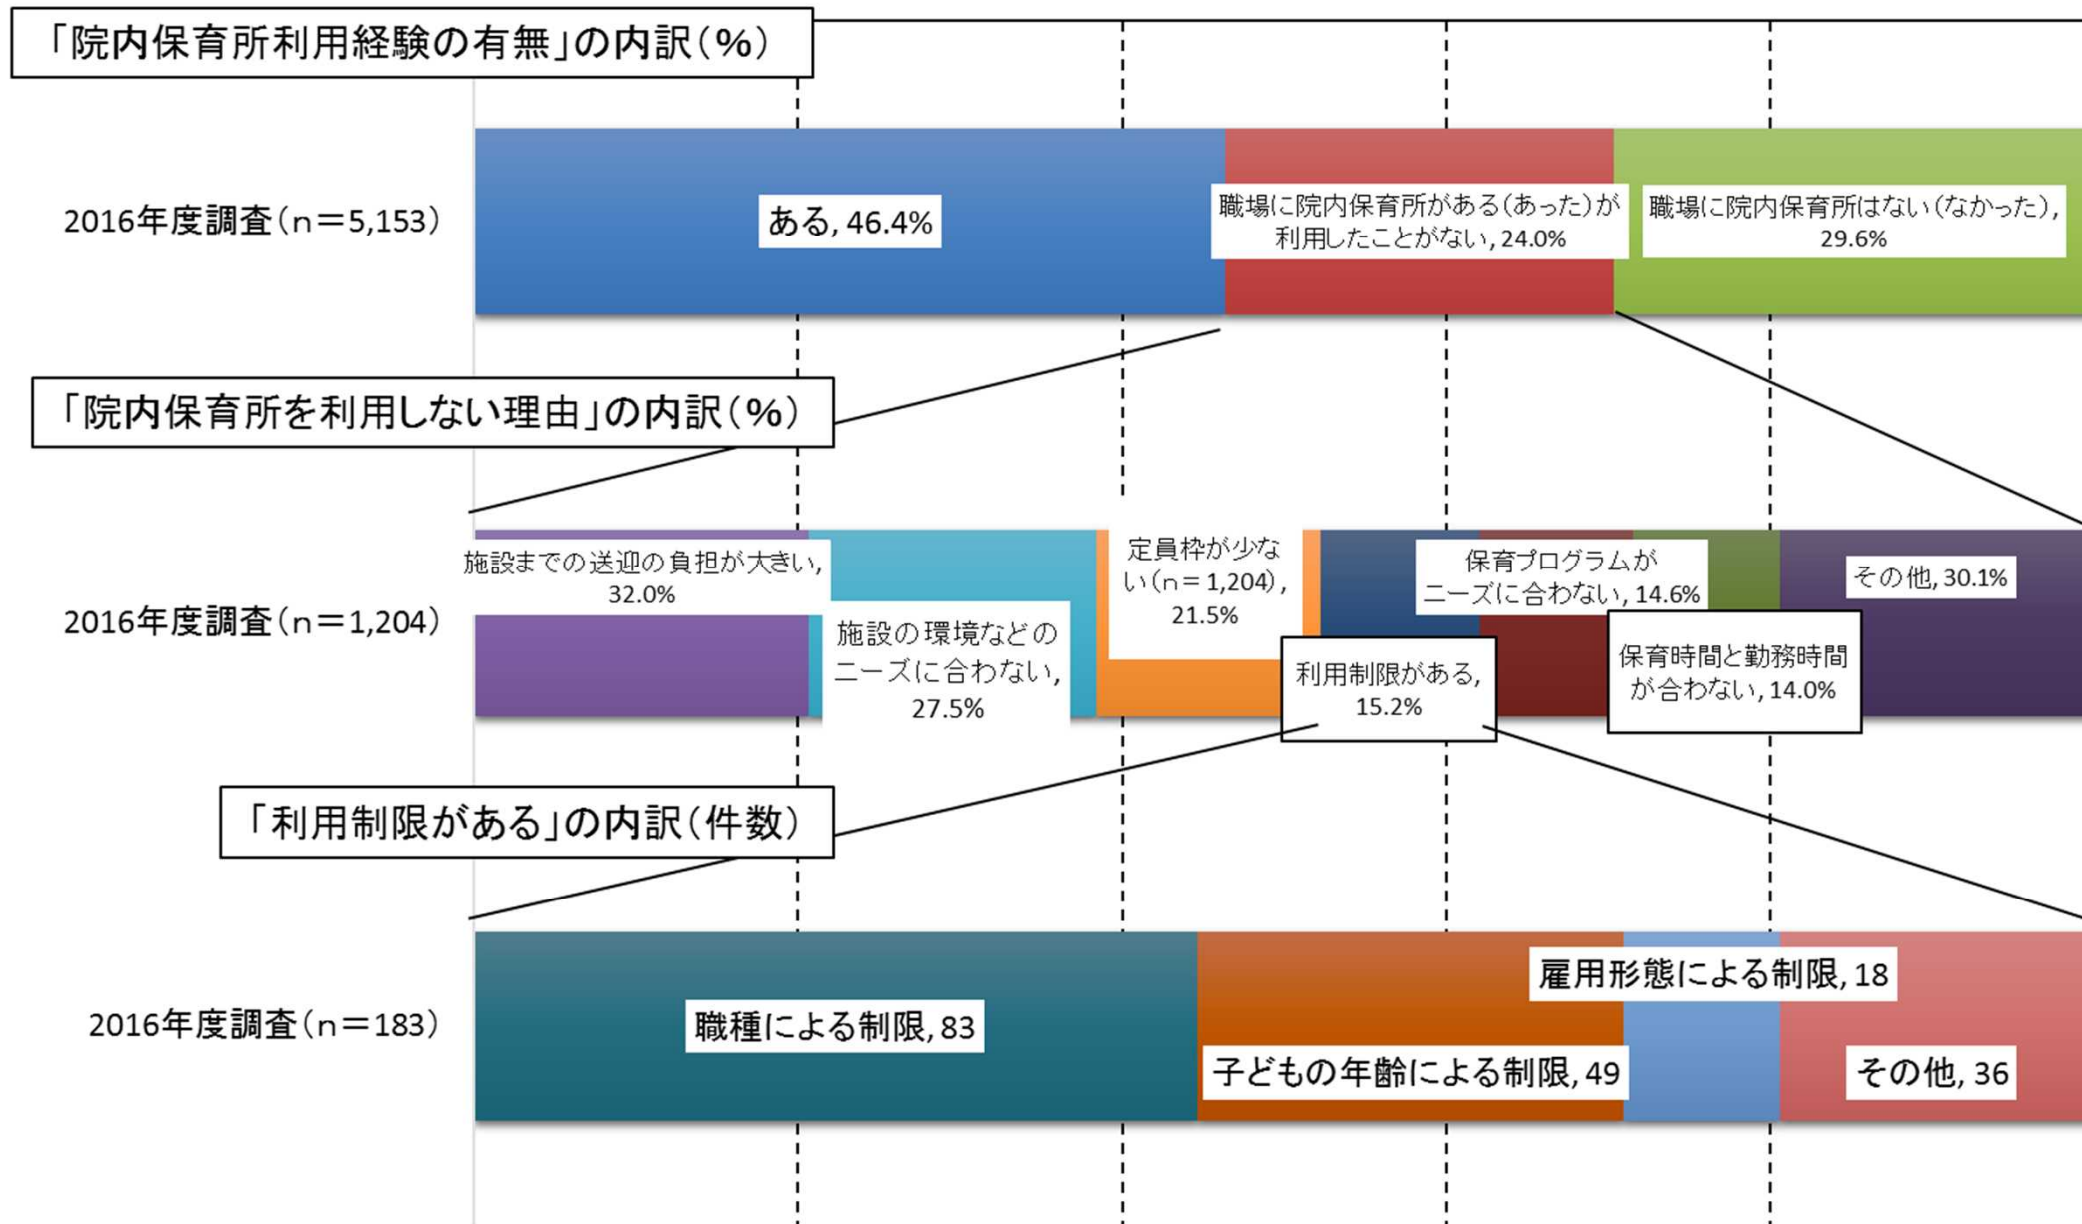 「院内保育所利用経験の有無」の内訳(%)
2016年度調査(n=5,153)
ある, 46.4%
職場に院内保育所がある(あった)が
利用したことがない, 24.0%
職場に院内保育所はない(なかった),
29.6%
「院内保育所を利用しない理由」の内訳(%)
2016年度調査(n=1,204)
施設までの送迎の負担が大きい,
32.0%
施設の環境などの
ニーズに合わない,
27.5%
定員枠が少な
い(n=1,204),
21.5%
利用制限がある,
15.2%
保育プログラムが
ニーズに合わない, 14.6%
保育時間と勤務時間
が合わない, 14.0%
その他, 30.1%
「利用制限がある」の内訳(件数)
2016年度調査(n=183)
職種による制限, 83
子どもの年齢による制限, 49
雇用形態による制限, 18
その他, 36